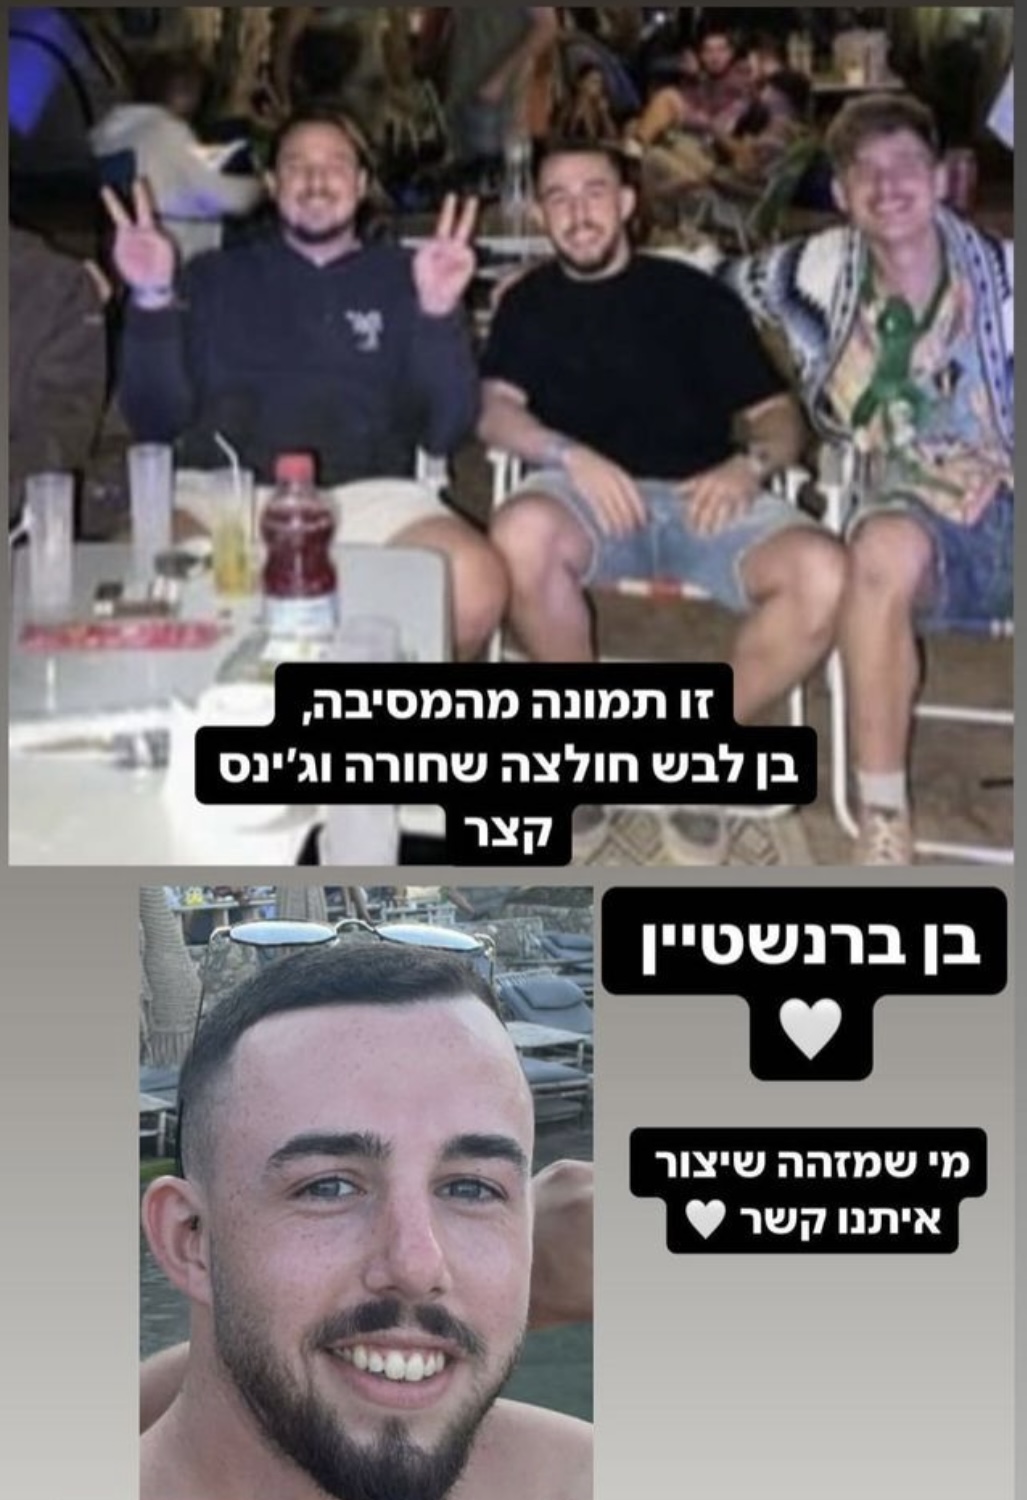 זו תמונה מהמסיבה,
בן לבש חולצה שחורה וג'ינס
קצר
בן ברנשטיין
🤍
מי שמזהה שיצור
איתנו קשר 🤍